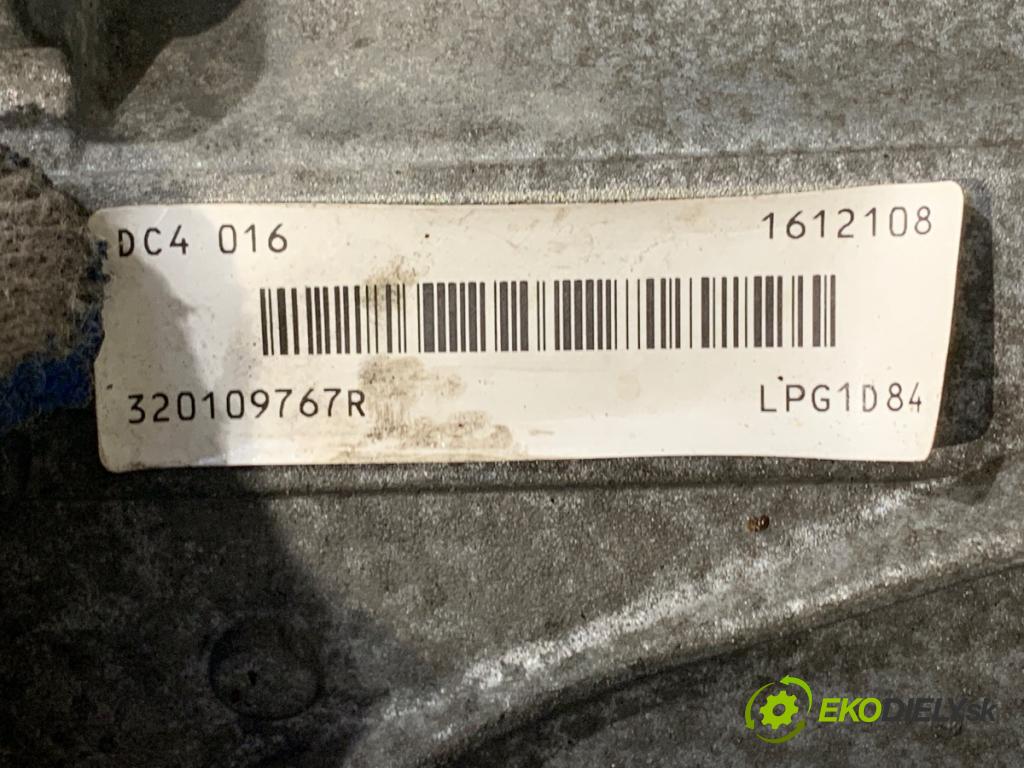 DC4 016 1612108
320109767R LPG1D84
EKODIELY.sk